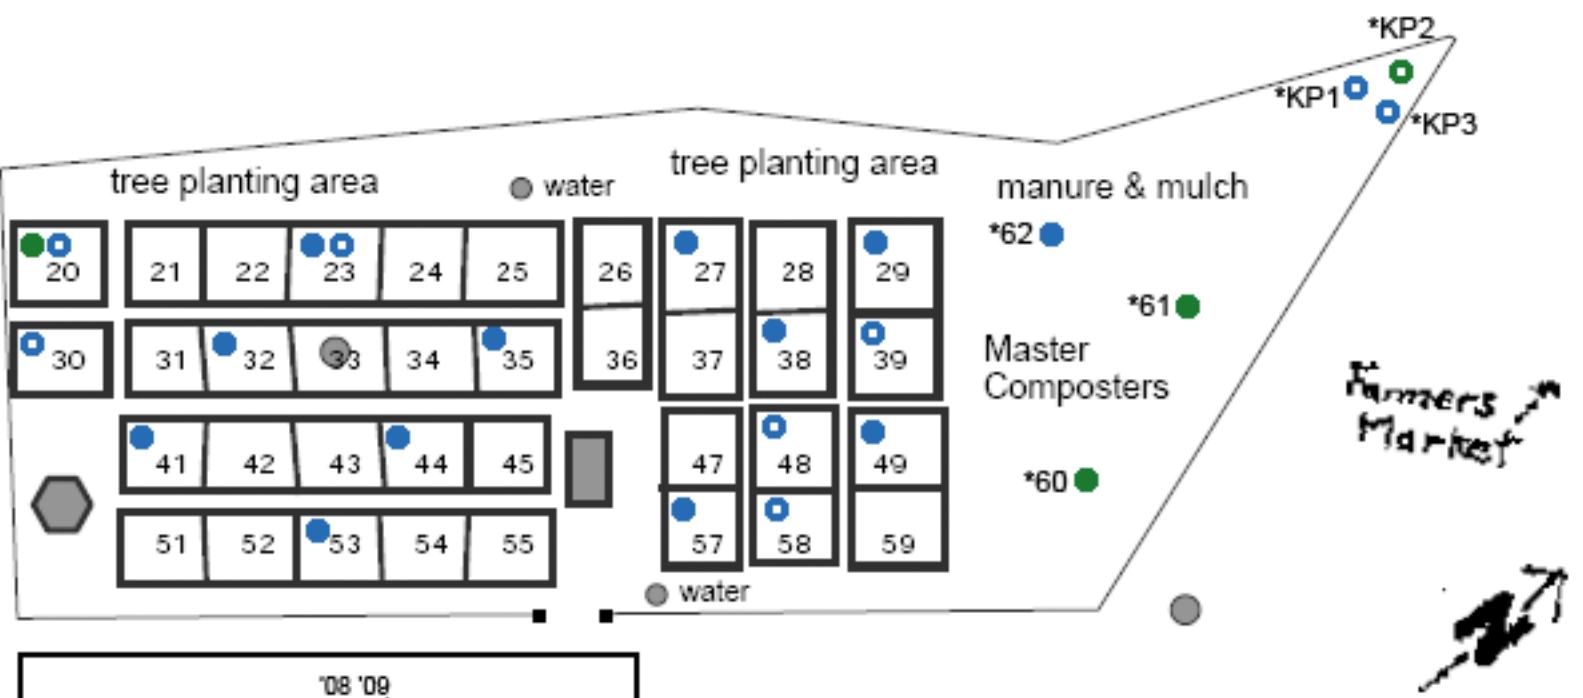 *KP2
*KP1
*KP3
tree planting area
tree planting area
water
manure & mulch
*62
20 21 22 23 24 25 26 27 28 29
*61
30 31 32 33 34 35 36 37 38 39
Master
Composters
Farmers
Market
41 42 43 44 45 47 48 49
*60
51 52 53 54 55 57 58 59
water
N
'08 '09